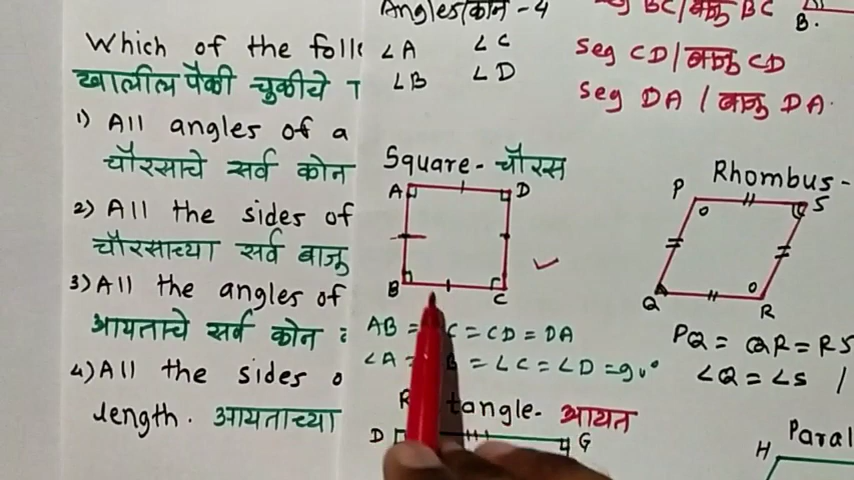 Which of the foll
खालील पैकी चुकीचे
1) All angles of a
चौरसाचे सर्व कोन
2) All the sides of
चौरसाच्या सर्व बाजू
3) All the angles of
आयताचे सर्व कोन
4) All the sides o
length. आयताच्या
Angles/कोन - 4
∠A ∠C
∠B ∠D
seg BC/बाजू BC
seg CD/बाजू CD
seg DA / बाजू DA.
B.
Square - चौरस
A D
B C
AB = C = CD = DA
∠A = B = ∠C = ∠D = 90°
R tangle - आयत
D G
Rhombus -
P S
Q R
PQ = QR = RS
∠Q = ∠S /
Paral
H